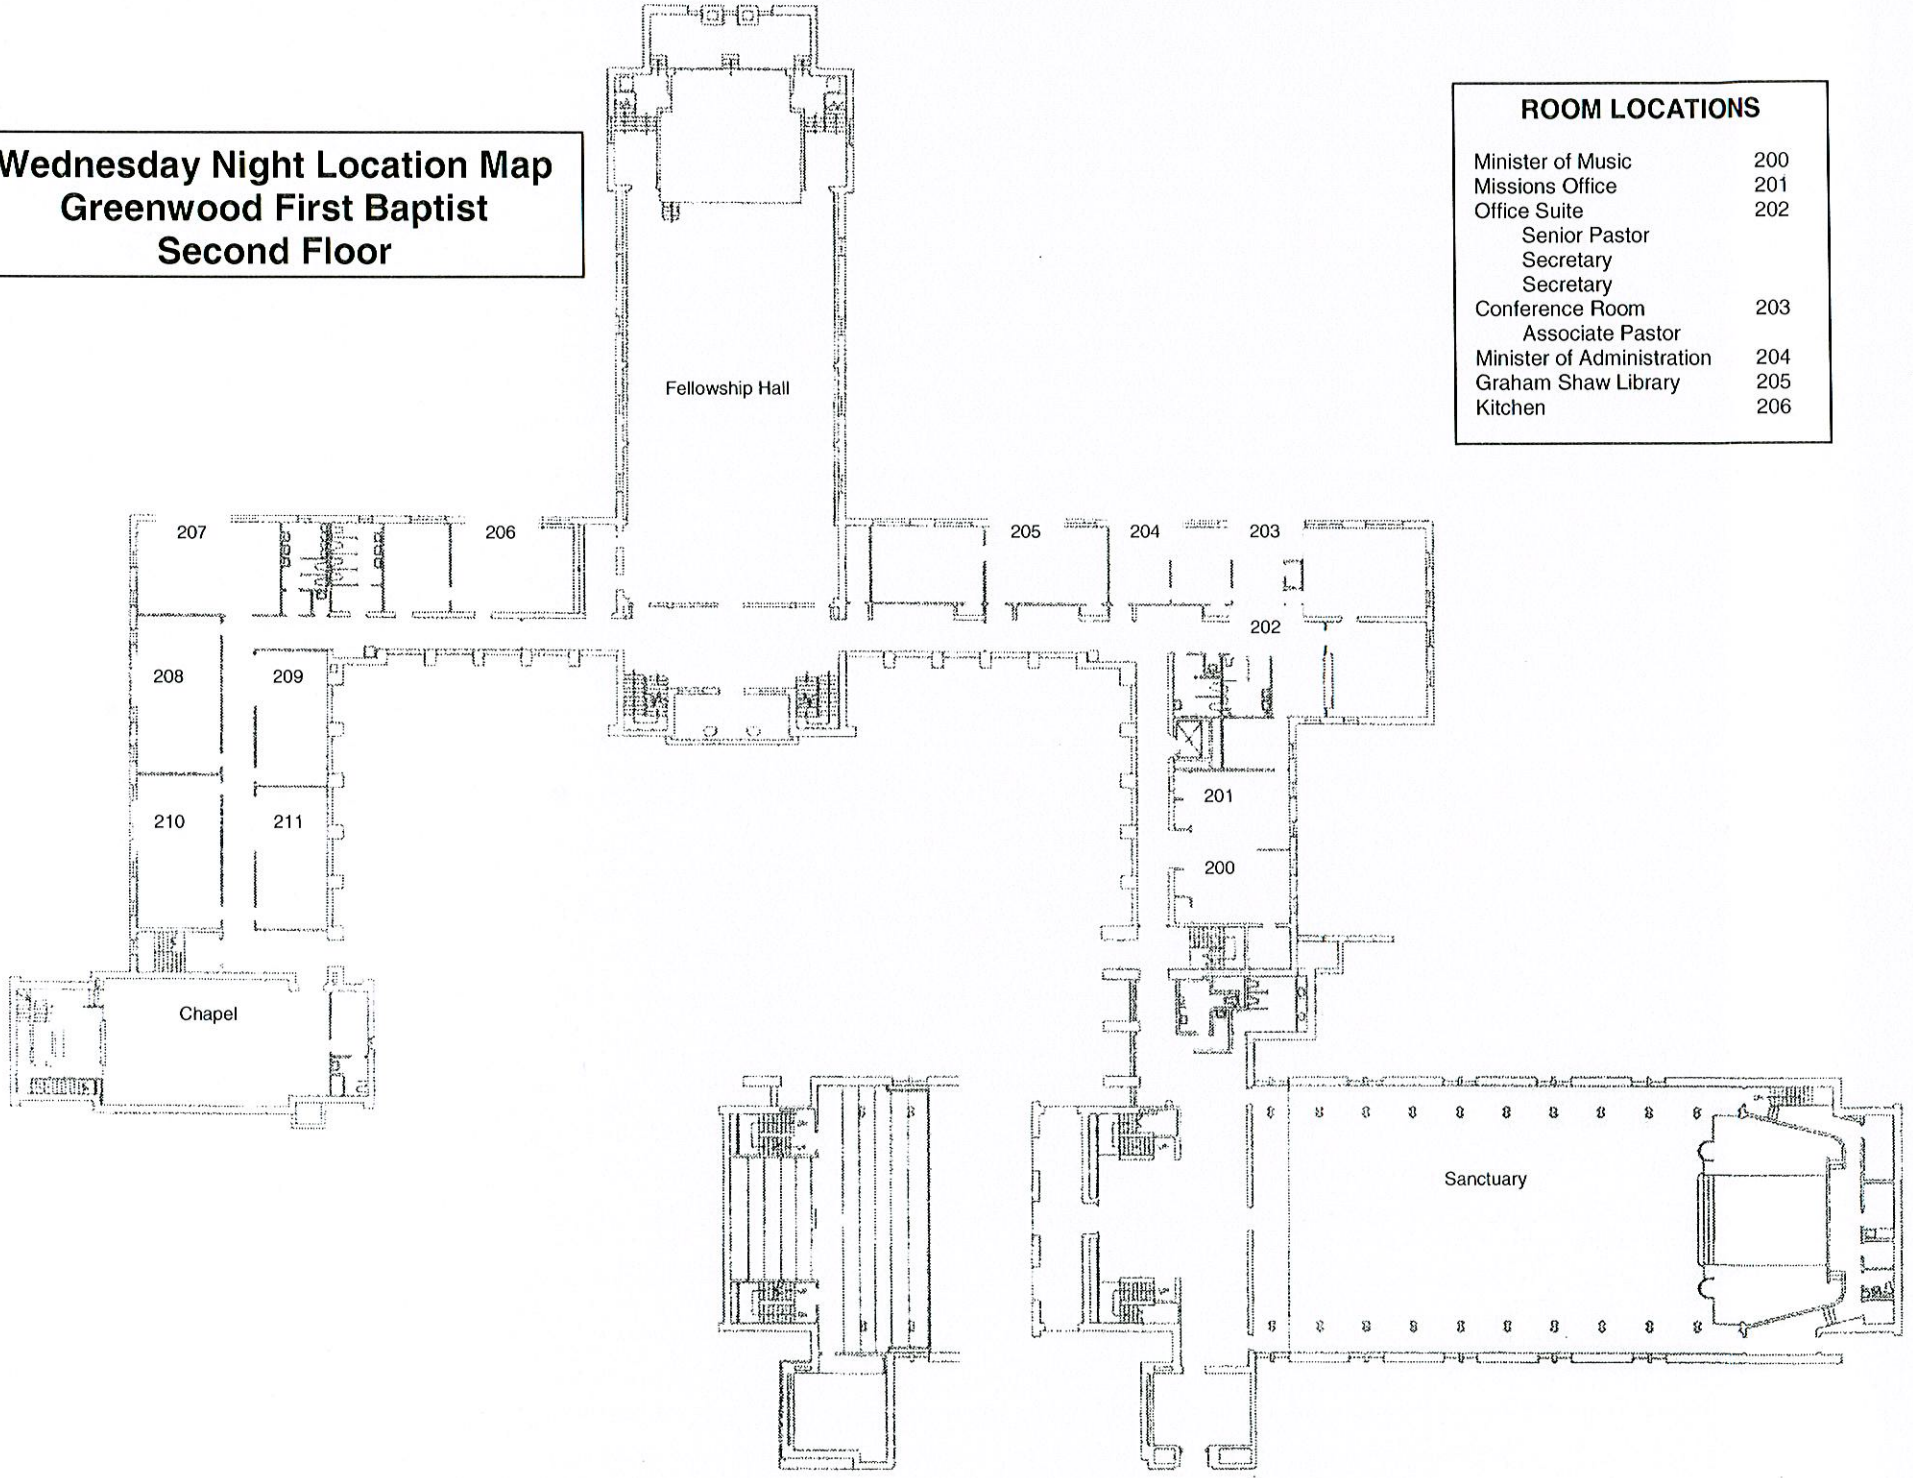 Wednesday Night Location Map
Greenwood First Baptist
Second Floor
ROOM LOCATIONS
Minister of Music 200
Missions Office 201
Office Suite 202
Senior Pastor
Secretary
Secretary
Conference Room 203
Associate Pastor
Minister of Administration 204
Graham Shaw Library 205
Kitchen 206
Fellowship Hall
207
206
205
204
203
202
208
209
201
210
211
200
Chapel
Sanctuary